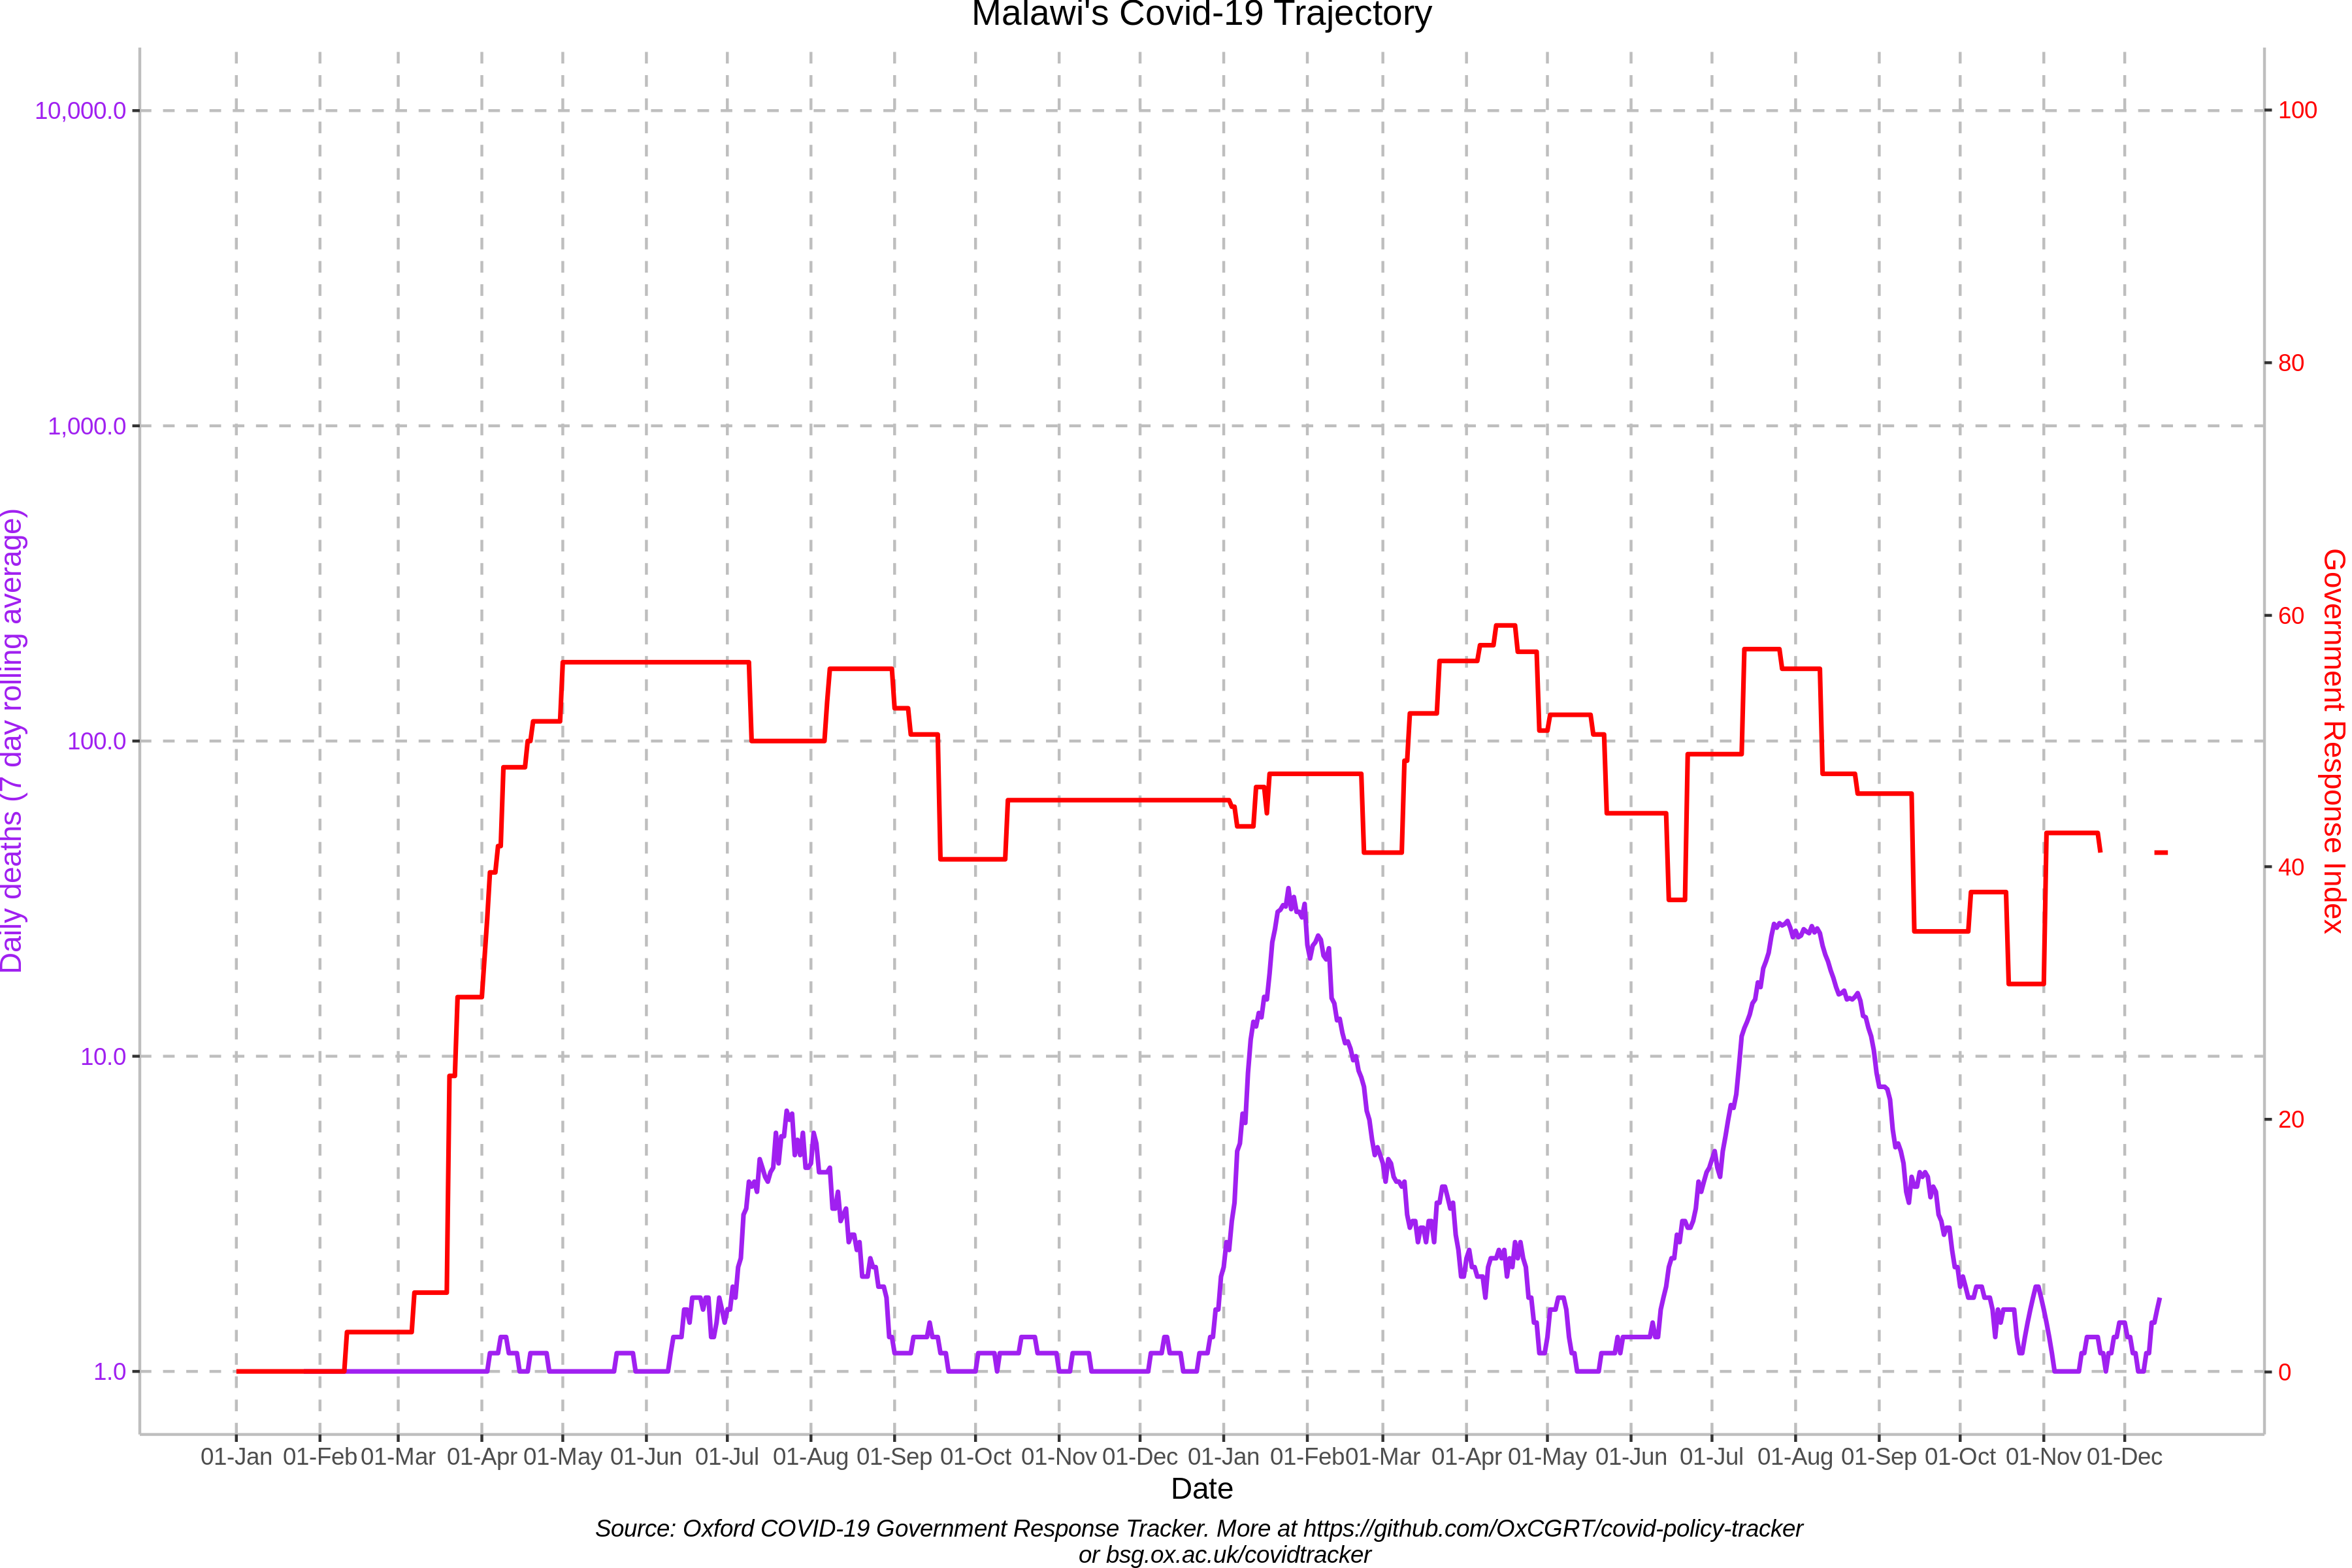 Malawi's Covid-19 Trajectory
10,000.0
1,000.0
100.0
10.0
1.0
Daily deaths (7 day rolling average)
100
80
60
40
20
0
Government Response Index
01-Jan 01-Feb 01-Mar 01-Apr 01-May 01-Jun 01-Jul 01-Aug 01-Sep 01-Oct 01-Nov 01-Dec 01-Jan 01-Feb 01-Mar 01-Apr 01-May 01-Jun 01-Jul 01-Aug 01-Sep 01-Oct 01-Nov 01-Dec
Date
Source: Oxford COVID-19 Government Response Tracker. More at https://github.com/OxCGRT/covid-policy-tracker
or bsg.ox.ac.uk/covidtracker